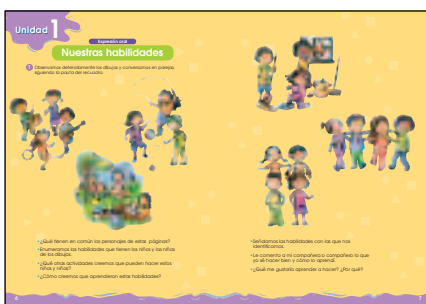 Unidad 1
Expresión oral
Nuestras habilidades
1 Observamos detenidamente los dibujos y conversamos en parejas,
siguiendo la pauta del recuadro.
• ¿Qué tienen en común los personajes de estas páginas?
• Enumeramos las habilidades que tienen los niños y las niñas
de los dibujos.
• ¿Qué otras actividades creemos que pueden hacer estos
niños y niñas?
• ¿Cómo creemos que aprendieron estas habilidades?
• Señalamos las habilidades con las que nos
identificamos.
• Le comento a mi compañera o compañero lo que
yo sé hacer bien y cómo lo aprendí.
• ¿Qué me gustaría aprender a hacer? ¿Por qué?
6
7